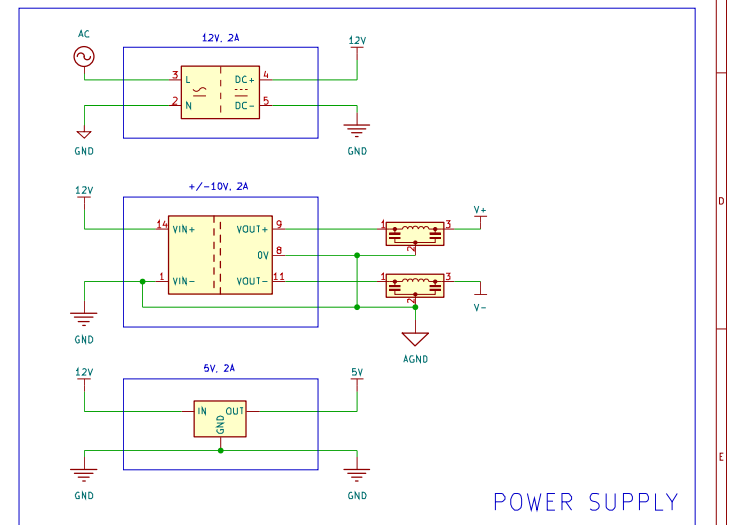 AC
12V, 2A
12V
3 L DC+ 4
2 N DC- 5
GND
GND
+/-10V, 2A
12V
V+
14 VIN+ VOUT+ 9
1 3
2
0V 8
1 VIN- VOUT- 11
1 3
2
V-
GND
AGND
5V, 2A
12V
5V
IN OUT
GND
GND
GND
POWER SUPPLY
D
E